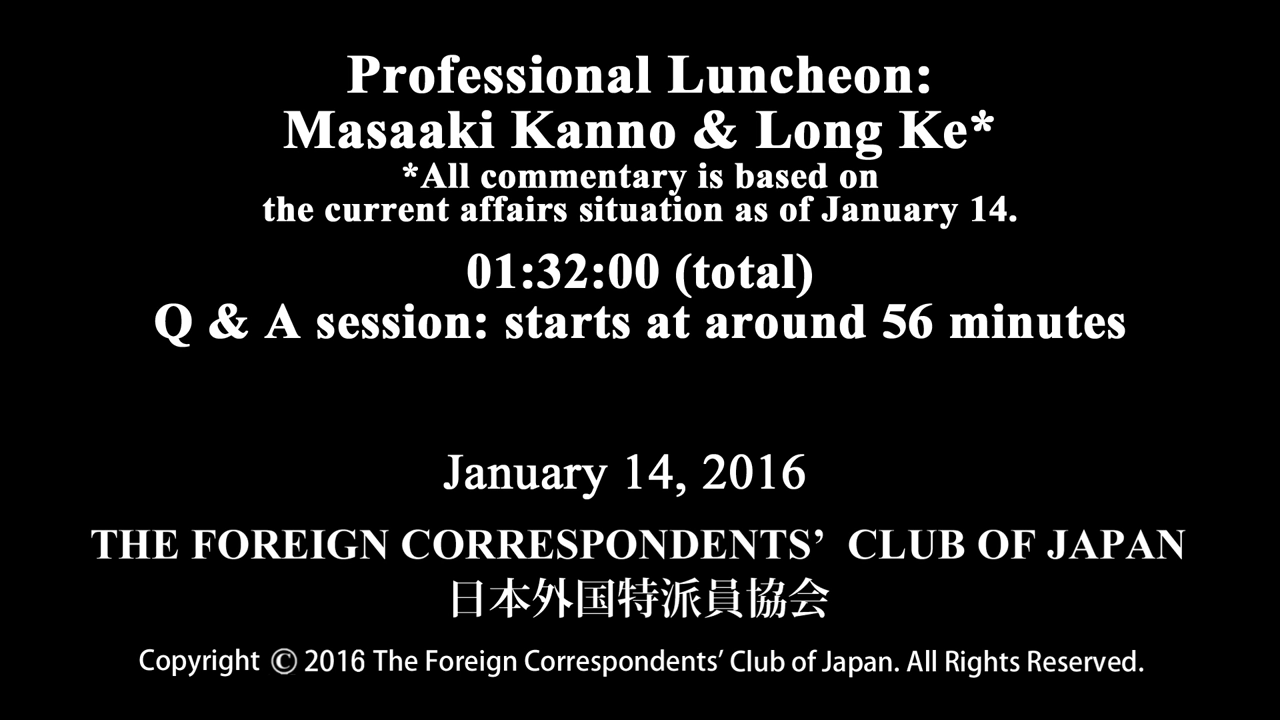 Professional Luncheon:
Masaaki Kanno & Long Ke*
*All commentary is based on
the current affairs situation as of January 14.
01:32:00 (total)
Q & A session: starts at around 56 minutes
January 14, 2016
THE FOREIGN CORRESPONDENTS’ CLUB OF JAPAN
日本外国特派員協会
Copyright © 2016 The Foreign Correspondents’ Club of Japan. All Rights Reserved.